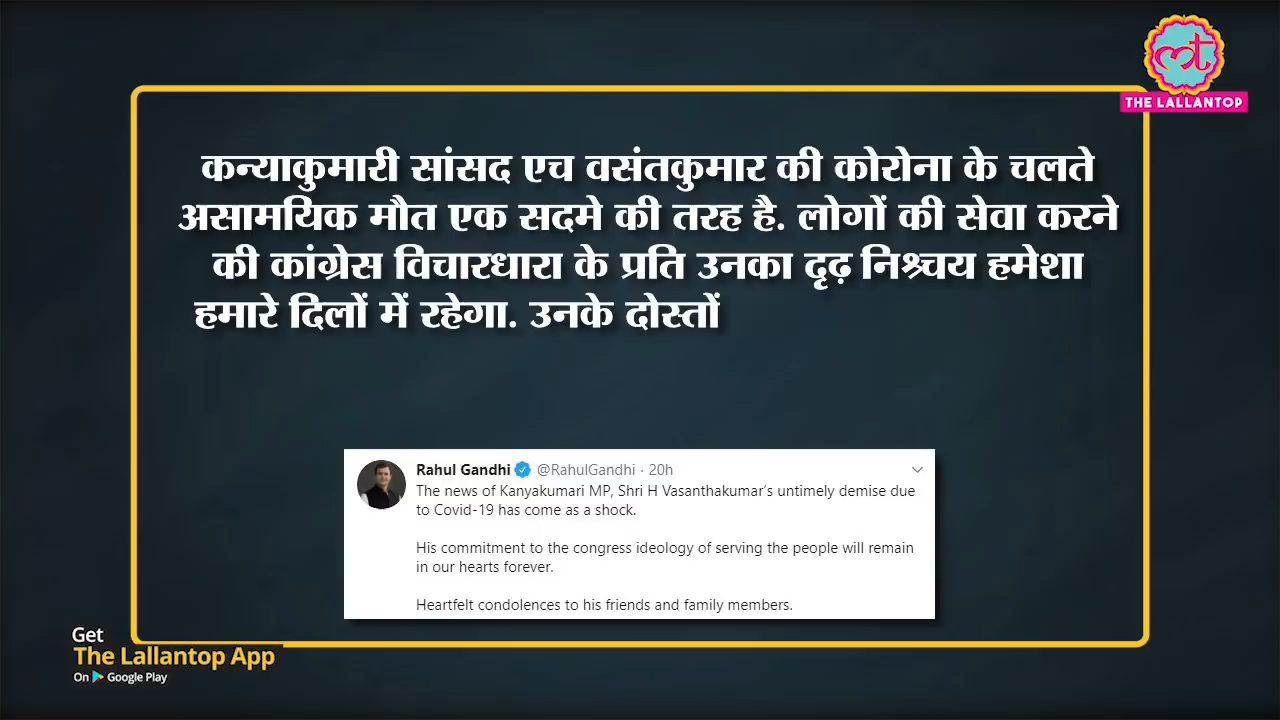 THE LALLANTOP
कन्याकुमारी सांसद एच वसंतकुमार की कोरोना के चलते
असामयिक मौत एक सदमे की तरह है. लोगों की सेवा करने
की कांग्रेस विचारधारा के प्रति उनका दृढ़ निश्चय हमेशा
हमारे दिलों में रहेगा. उनके दोस्तों
Rahul Gandhi @RahulGandhi · 20h
The news of Kanyakumari MP, Shri H Vasanthakumar's untimely demise due
to Covid-19 has come as a shock.
His commitment to the congress ideology of serving the people will remain
in our hearts forever.
Heartfelt condolences to his friends and family members.
Get
The Lallantop App
On Google Play